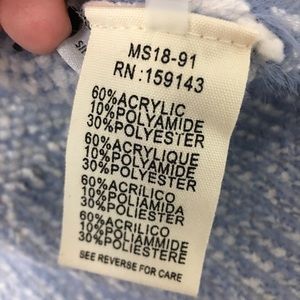 MS18-91
RN:159143
60%ACRYLIC
10%POLYAMIDE
30%POLYESTER
60%ACRYLIQUE
10%POLYAMIDE
30%POLYESTER
60%ACRILICO
10%POLIAMIDA
30%POLIESTER
60%ACRILICO
10%POLIAMMIDE
30%POLIESTERE
SEE REVERSE FOR CARE